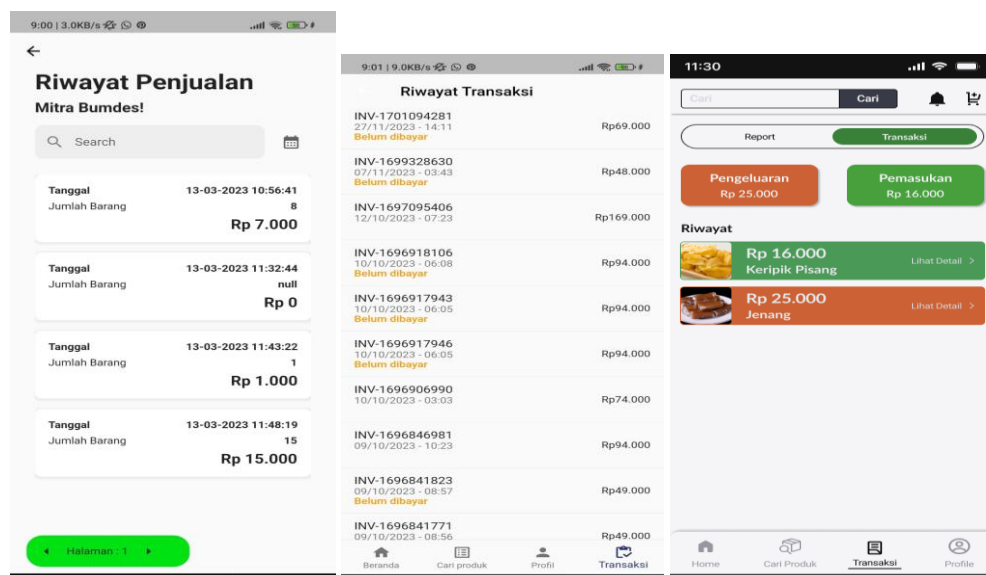 9:00 | 3.0KB/s
Riwayat Penjualan
Mitra Bumdes!
Search
Tanggal 13-03-2023 10:56:41
Jumlah Barang 8
Rp 7.000
Tanggal 13-03-2023 11:32:44
Jumlah Barang null
Rp 0
Tanggal 13-03-2023 11:43:22
Jumlah Barang 1
Rp 1.000
Tanggal 13-03-2023 11:48:19
Jumlah Barang 15
Rp 15.000
Halaman : 1
9:01 | 9.0KB/s
Riwayat Transaksi
INV-1701094281
27/11/2023 - 14:11 Rp69.000
Belum dibayar
INV-1699328630
07/11/2023 - 03:43 Rp48.000
Belum dibayar
INV-1697095406
12/10/2023 - 07:23 Rp169.000
INV-1696918106
10/10/2023 - 06:08 Rp94.000
Belum dibayar
INV-1696917943
10/10/2023 - 06:05 Rp94.000
Belum dibayar
INV-1696917946
10/10/2023 - 06:05 Rp94.000
Belum dibayar
INV-1696906990
10/10/2023 - 03:03 Rp74.000
INV-1696846981
09/10/2023 - 10:23 Rp94.000
INV-1696841823
09/10/2023 - 08:57 Rp49.000
Belum dibayar
INV-1696841771
09/10/2023 - 08:56 Rp49.000
Beranda Cari produk Profil Transaksi
11:30
Cari Cari
Report Transaksi
Pengeluaran Pemasukan
Rp 25.000 Rp 16.000
Riwayat
Rp 16.000
Keripik Pisang Lihat Detail >
Rp 25.000
Jenang Lihat Detail >
Home Cari Produk Transaksi Profile